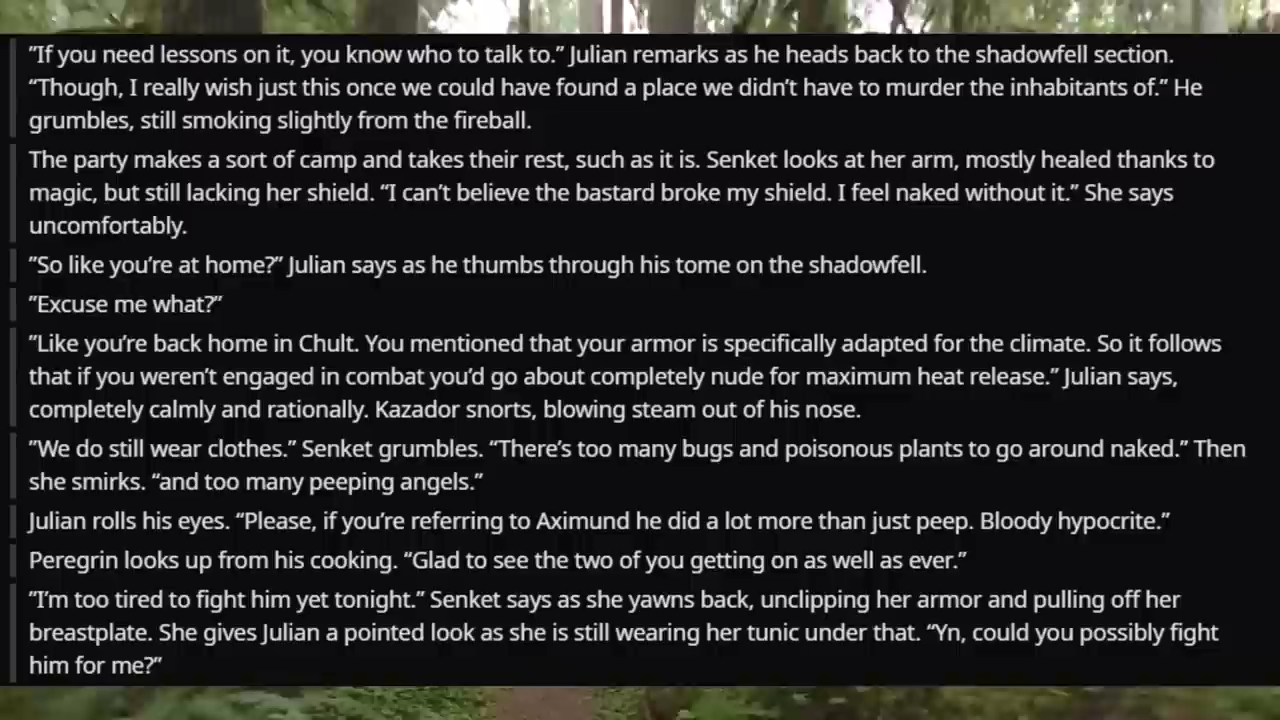 ”If you need lessons on it, you know who to talk to.” Julian remarks as he heads back to the shadowfell section.
“Though, I really wish just this once we could have found a place we didn’t have to murder the inhabitants of.” He
grumbles, still smoking slightly from the fireball.
The party makes a sort of camp and takes their rest, such as it is. Senket looks at her arm, mostly healed thanks to
magic, but still lacking her shield. “I can’t believe the bastard broke my shield. I feel naked without it.” She says
uncomfortably.
”So like you’re at home?” Julian says as he thumbs through his tome on the shadowfell.
”Excuse me what?”
”Like you’re back home in Chult. You mentioned that your armor is specifically adapted for the climate. So it follows
that if you weren’t engaged in combat you’d go about completely nude for maximum heat release.” Julian says,
completely calmly and rationally. Kazador snorts, blowing steam out of his nose.
”We do still wear clothes.” Senket grumbles. “There’s too many bugs and poisonous plants to go around naked.” Then
she smirks. “and too many peeping angels.”
Julian rolls his eyes. “Please, if you’re referring to Aximund he did a lot more than just peep. Bloody hypocrite.”
Peregrin looks up from his cooking. “Glad to see the two of you getting on as well as ever.”
”I’m too tired to fight him yet tonight.” Senket says as she yawns back, unclipping her armor and pulling off her
breastplate. She gives Julian a pointed look as she is still wearing her tunic under that. “Yn, could you possibly fight
him for me?”